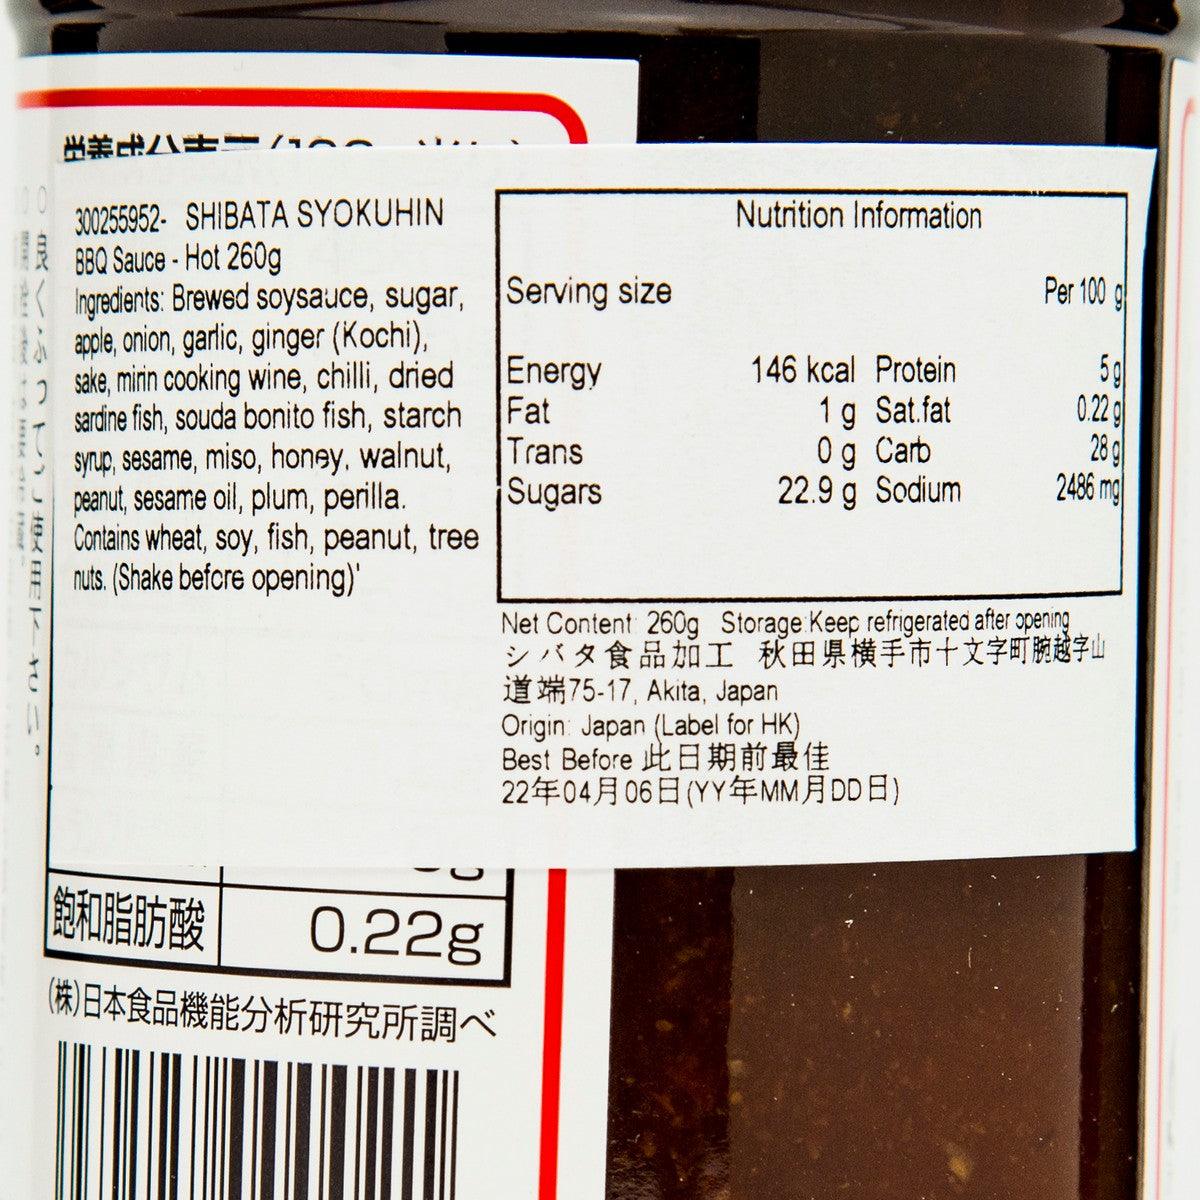 栄養成分表示
300255952- SHIBATA SYOKUHIN
BBQ Sauce - Hot 260g
Ingredients: Brewed soysauce, sugar,
apple, onion, garlic, ginger (Kochi),
sake, mirin cooking wine, chilli, dried
sardine fish, souda bonito fish, starch
syrup, sesame, miso, honey, walnut,
peanut, sesame oil, plum, perilla.
Contains wheat, soy, fish, peanut, tree
nuts. (Shake before opening)'
Nutrition Information
Serving size Per 100 g
Energy 146 kcal Protein 5 g
Fat 1 g Sat.fat 0.22 g
Trans 0 g Carb 28 g
Sugars 22.9 g Sodium 2486 mg
Net Content: 260g Storage:Keep refrigerated after opening
シバタ食品加工 秋田県横手市十文字町腕越字山
道端75-17, Akita, Japan
Origin: Japan (Label for HK)
Best Before 此日期前最佳
22年04月06日(YY年MM月DD日)
飽和脂肪酸 0.22g
(株)日本食品機能分析研究所調べ